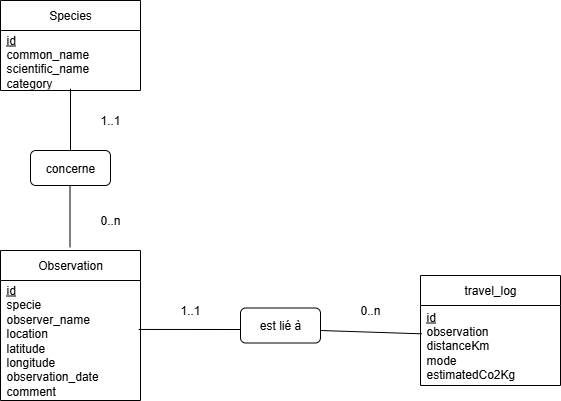 Species
id
common_name
scientific_name
category
1..1
concerne
0..n
Observation
id
specie
observer_name
location
latitude
longitude
observation_date
comment
1..1
est lié à
0..n
travel_log
id
observation
distanceKm
mode
estimatedCo2Kg